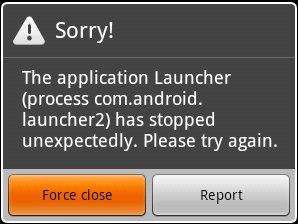 Sorry!
The application Launcher
(process com.android.
launcher2) has stopped
unexpectedly. Please try again.
Force close
Report